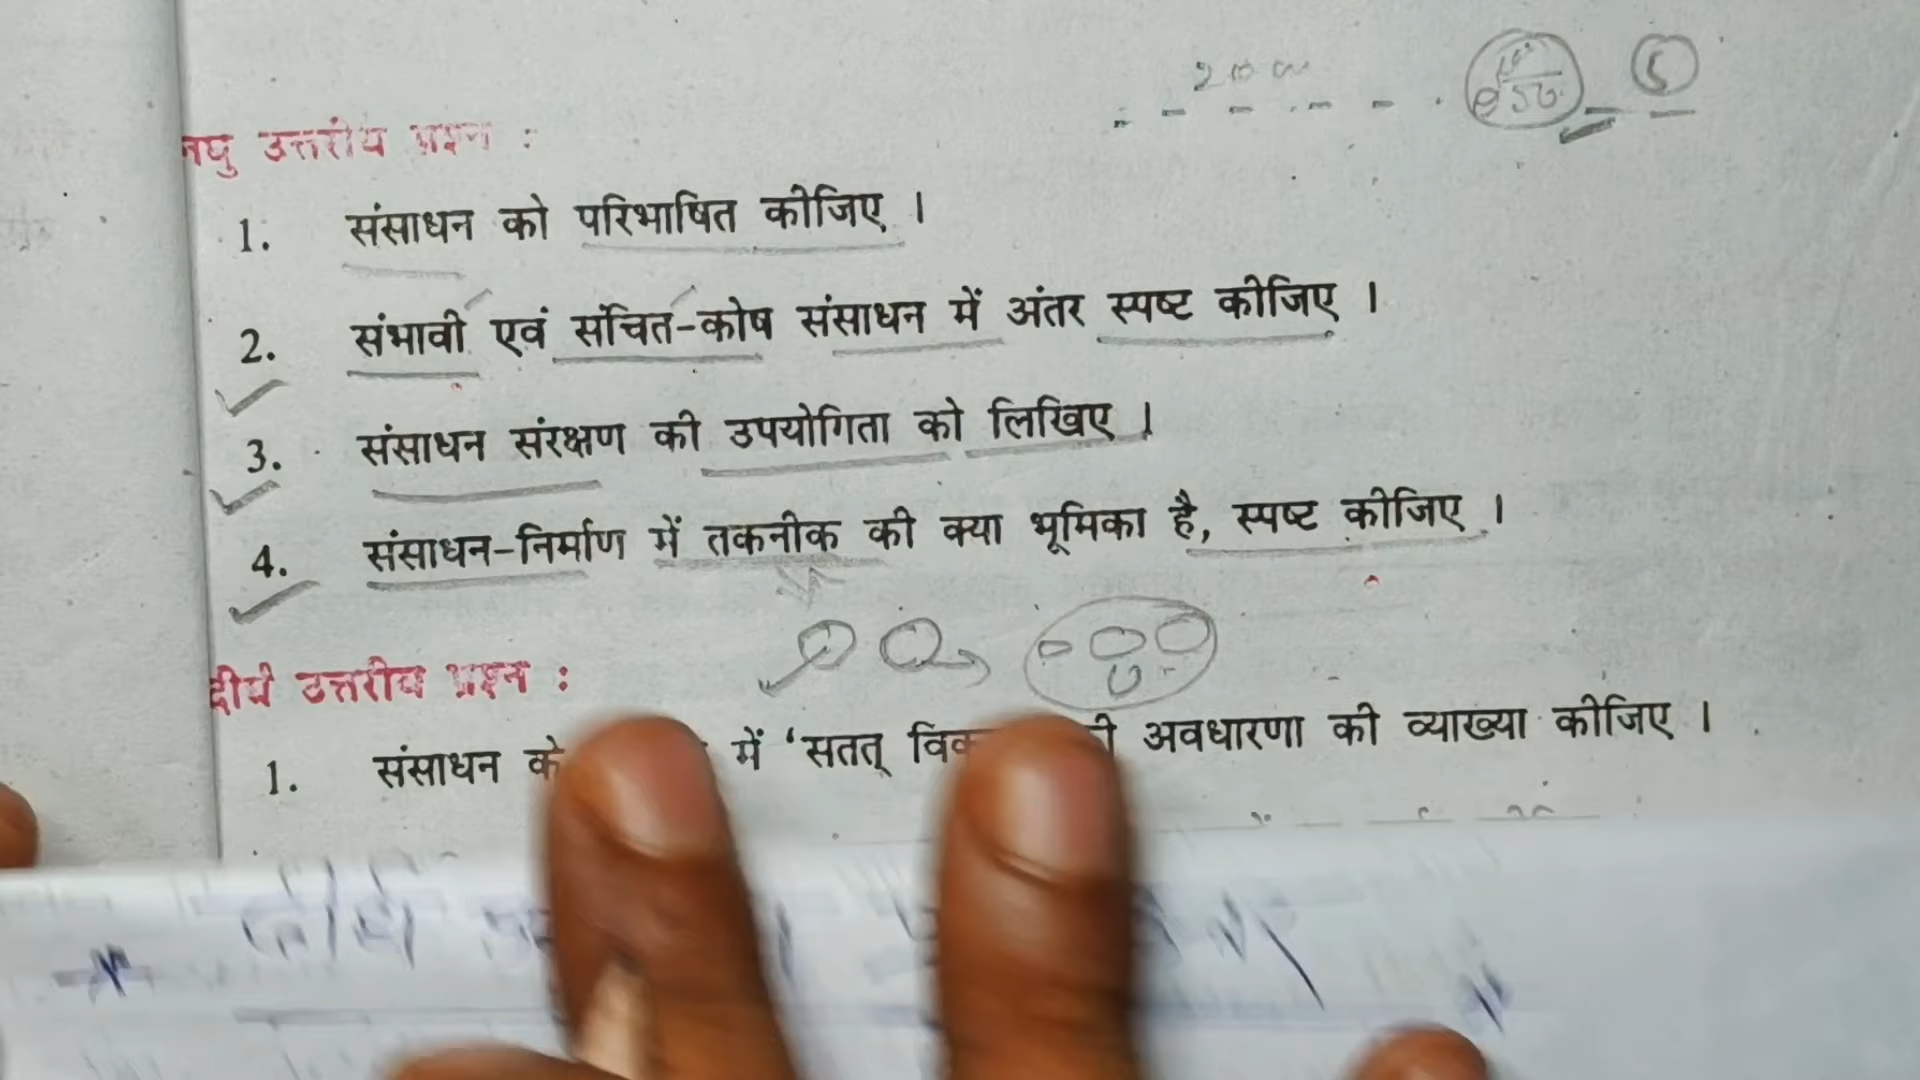 लघु उत्तरीय प्रश्न :
1. संसाधन को परिभाषित कीजिए ।
2. संभावी एवं संचित-कोष संसाधन में अंतर स्पष्ट कीजिए ।
3. संसाधन संरक्षण की उपयोगिता को लिखिए ।
4. संसाधन-निर्माण में तकनीक की क्या भूमिका है, स्पष्ट कीजिए ।
दीर्घ उत्तरीय प्रश्न :
1. संसाधन के में 'सतत् अवधारणा की व्याख्या कीजिए ।